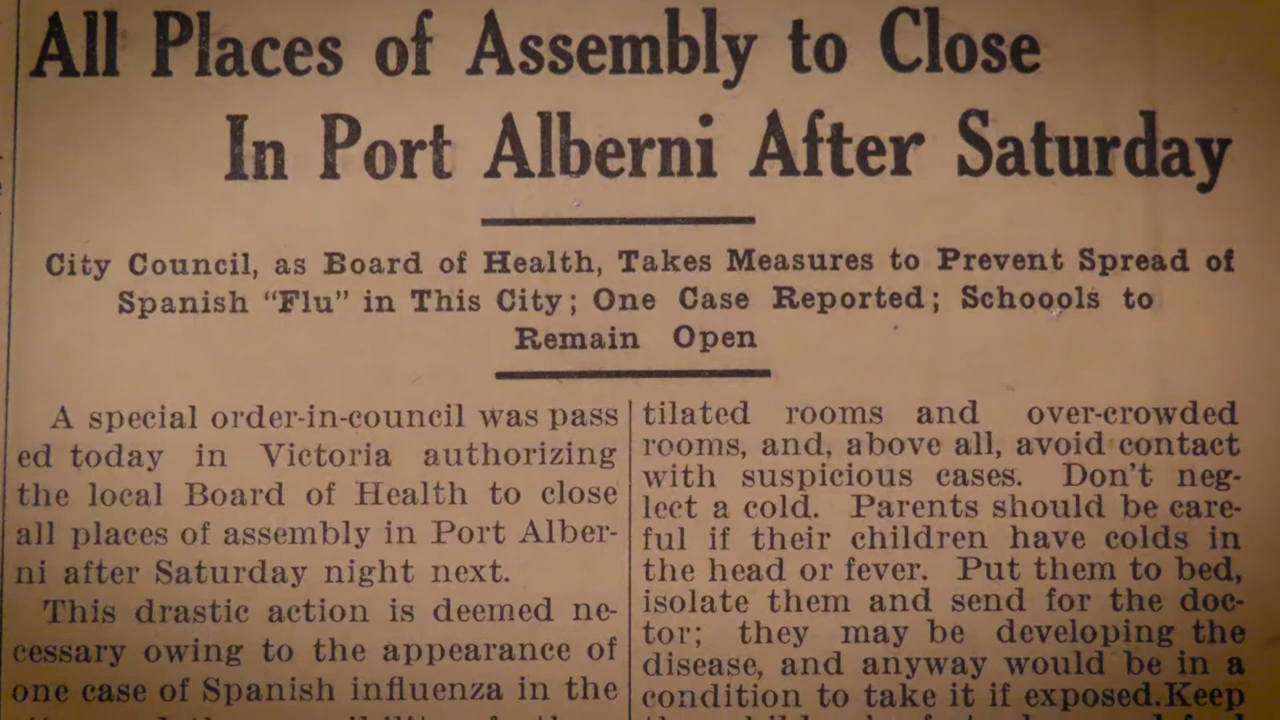 All Places of Assembly to Close
In Port Alberni After Saturday
City Council, as Board of Health, Takes Measures to Prevent Spread of
Spanish “Flu” in This City; One Case Reported; Schoools to
Remain Open
A special order-in-council was pass
ed today in Victoria authorizing
the local Board of Health to close
all places of assembly in Port Alber-
ni after Saturday night next.
This drastic action is deemed ne-
cessary owing to the appearance of
one case of Spanish influenza in the
tilated rooms and over-crowded
rooms, and, above all, avoid contact
with suspicious cases. Don’t neg-
lect a cold. Parents should be care-
ful if their children have colds in
the head or fever. Put them to bed,
isolate them and send for the doc-
tor; they may be developing the
disease, and anyway would be in a
condition to take it if exposed.Keep